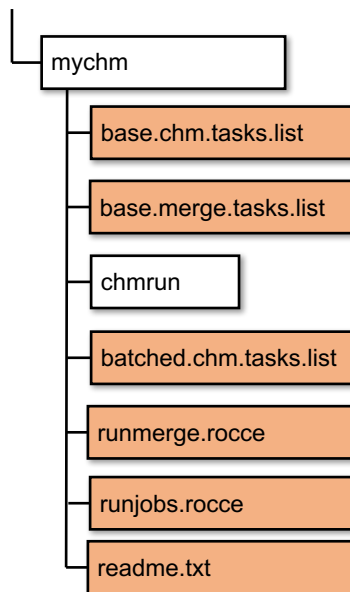 mychm
base.chm.tasks.list
base.merge.tasks.list
chmrun
batched.chm.tasks.list
runmerge.rocce
runjobs.rocce
readme.txt